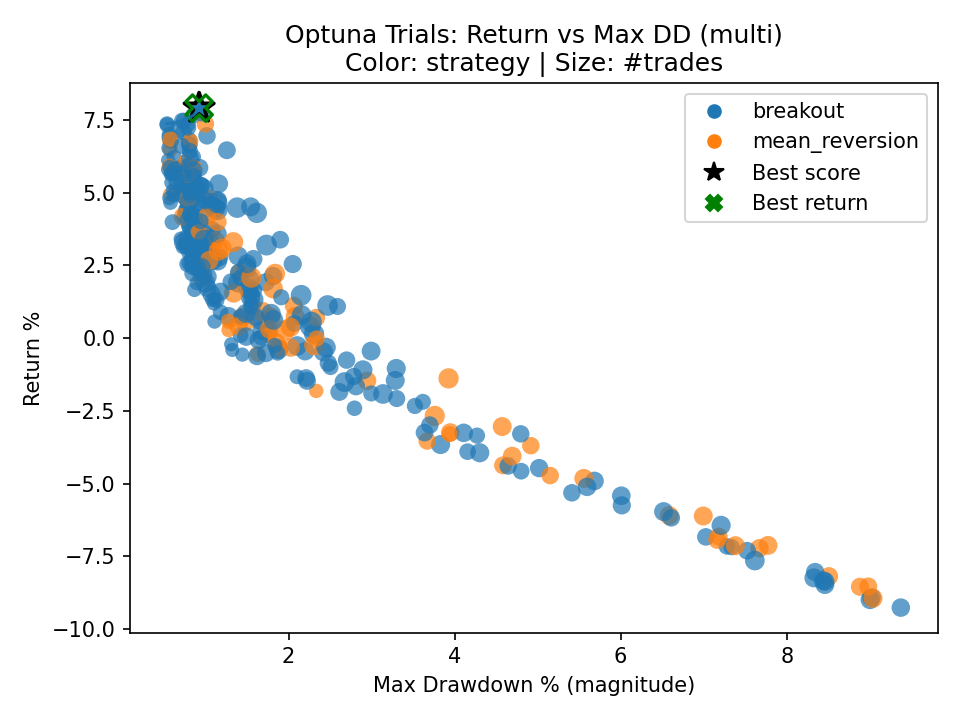 Optuna Trials: Return vs Max DD (multi)
Color: strategy | Size: #trades
breakout
mean_reversion
Best score
Best return
Return %
7.5
5.0
2.5
0.0
−2.5
−5.0
−7.5
−10.0
2
4
6
8
Max Drawdown % (magnitude)